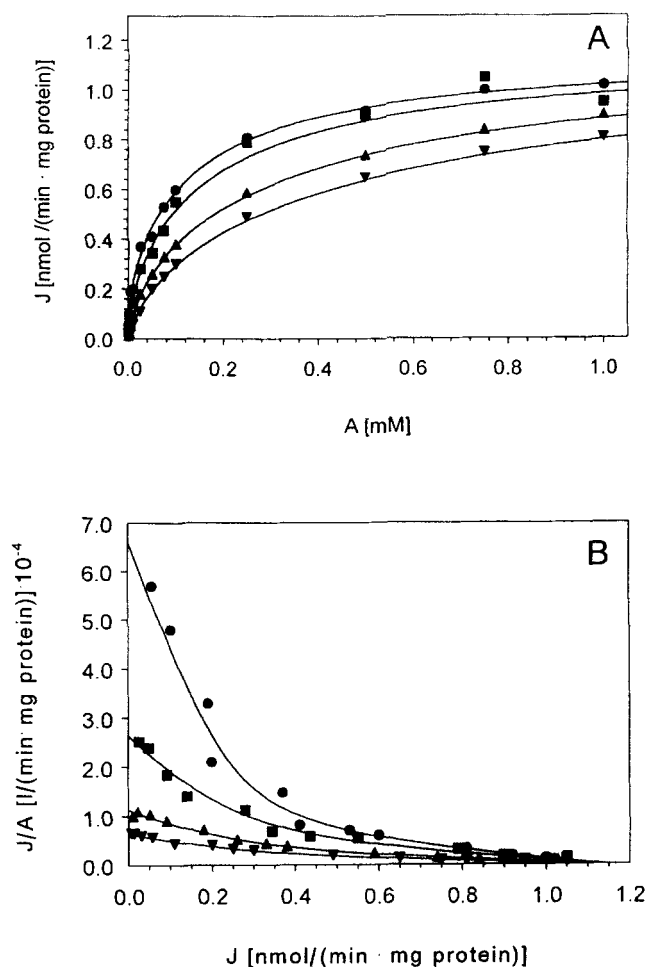 A
J [nmol /(min · mg protein)]
1.2
1.0
0.8
0.6
0.4
0.2
0.0
0.0 0.2 0.4 0.6 0.8 1.0
A [mM]
B
J/A [l/(min· mg protein)]·10⁻⁴
7.0
6.0
5.0
4.0
3.0
2.0
1.0
0.0
0.0 0.2 0.4 0.6 0.8 1.0 1.2
J [nmol/(min · mg protein)]